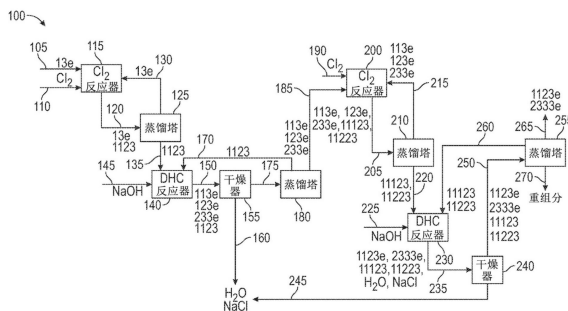 100
105
13e
Cl2
110
115
Cl2
反应器
130
13e
120
13e
1123
125
蒸馏塔
1123
135
145
NaOH
DHC
反应器
140
170
1123
150
113e
123e
233e
1123
干燥器
155
175
160
H2O
NaCl
蒸馏塔
180
185
113e
123e
233e
190
Cl2
200
Cl2
反应器
113e
123e
233e
215
113e, 123e,
233e, 11123,
11223
205
210
蒸馏塔
11123,
11223
220
225
NaOH
DHC
反应器
230
11123
11223
1123e, 2333e,
11123, 11223,
H2O, NaCl
235
干燥器
240
245
250
1123e
2333e
11123
11223
260
1123e
2333e
265
255
蒸馏塔
270
重组分